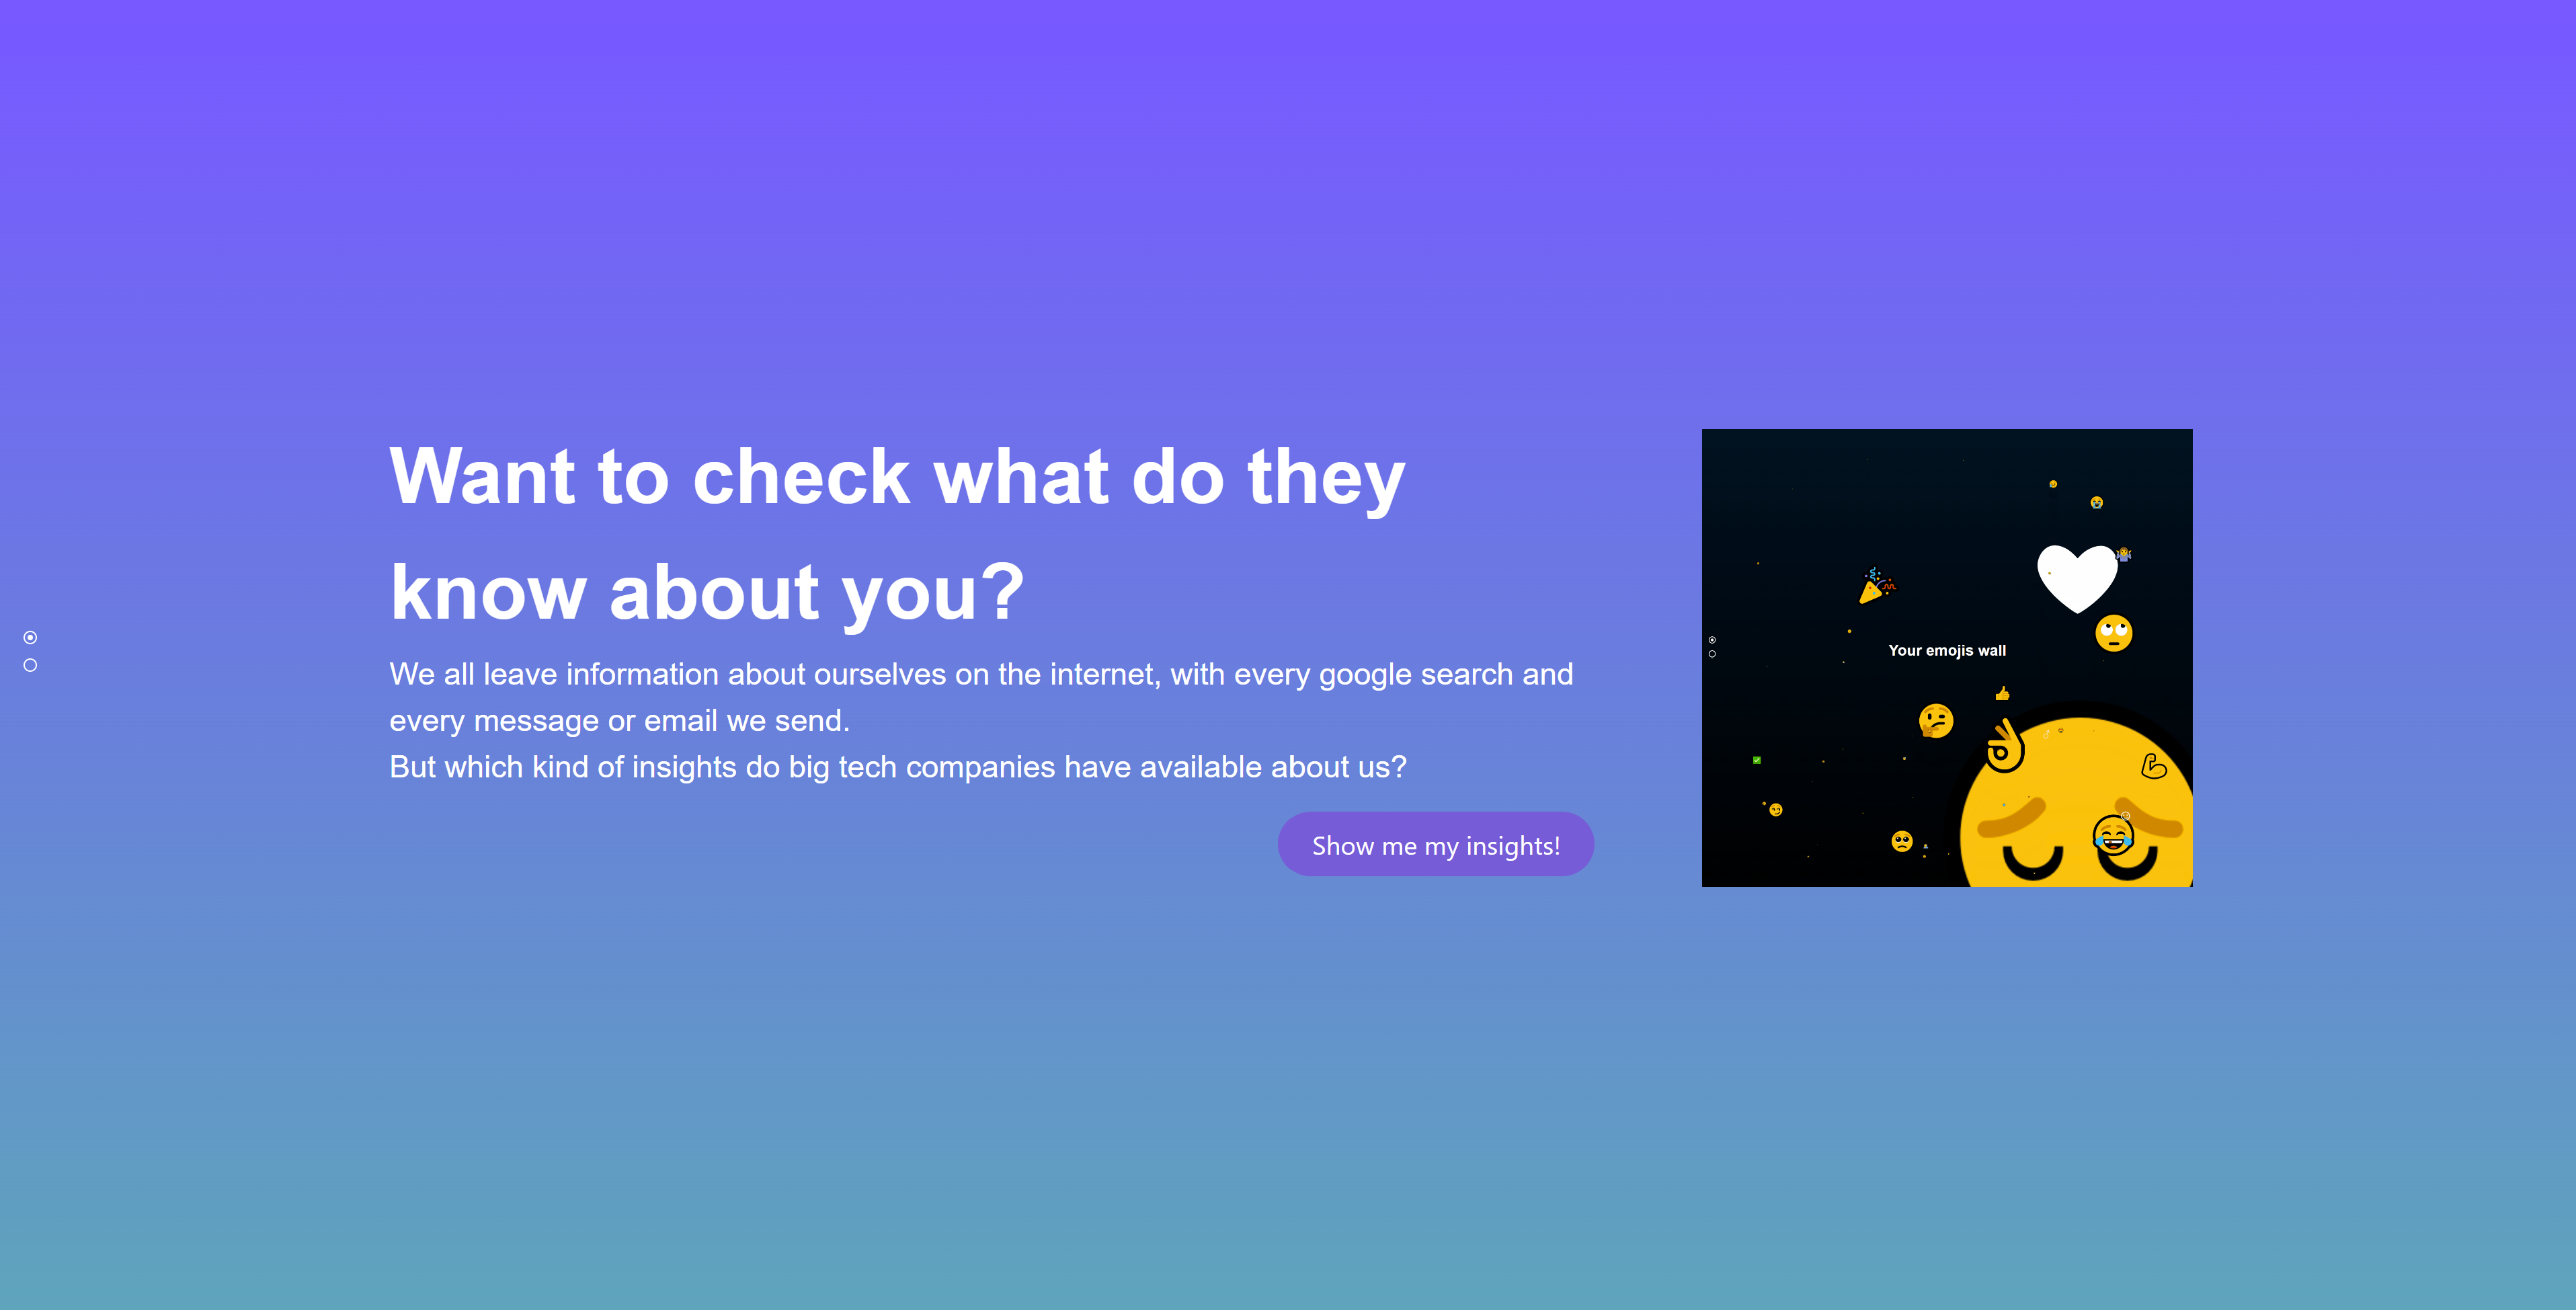 Want to check what do they
know about you?
We all leave information about ourselves on the internet, with every google search and
every message or email we send.
But which kind of insights do big tech companies have available about us?
Show me my insights!
Your emojis wall